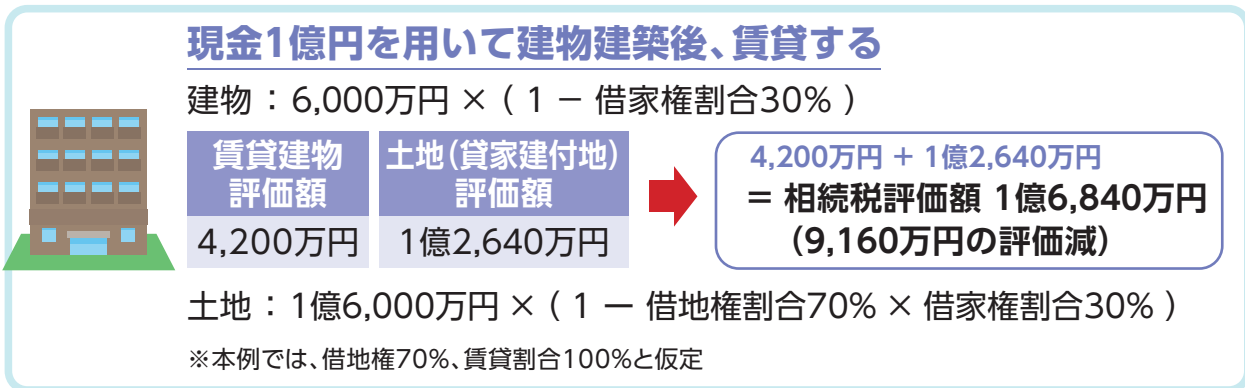 現金1億円を用いて建物建築後、賃貸する
建物 ： 6,000万円 × ( 1 － 借家権割合30% )
賃貸建物
評価額
土地（貸家建付地）
評価額
4,200万円
1億2,640万円
4,200万円 ＋ 1億2,640万円
＝ 相続税評価額 1億6,840万円
（9,160万円の評価減）
土地 ： 1億6,000万円 × ( 1 ー 借地権割合70% × 借家権割合30% )
※本例では、借地権70%、賃貸割合100%と仮定